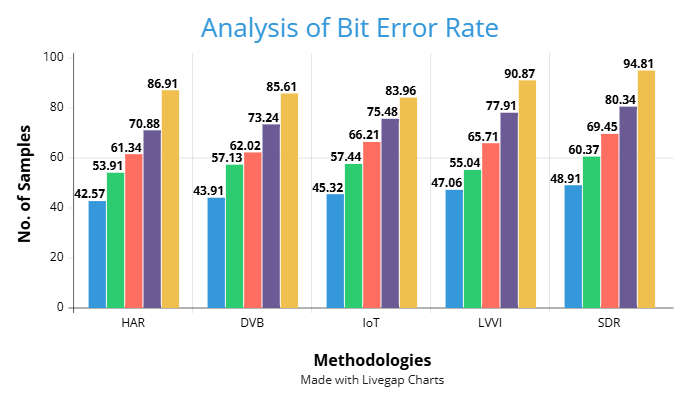 Analysis of Bit Error Rate
No. of Samples
100
80
60
40
20
0
42.57 53.91 61.34 70.88 86.91
43.91 57.13 62.02 73.24 85.61
45.32 57.44 66.21 75.48 83.96
47.06 55.04 65.71 77.91 90.87
48.91 60.37 69.45 80.34 94.81
HAR DVB IoT LVVI SDR
Methodologies
Made with Livegap Charts